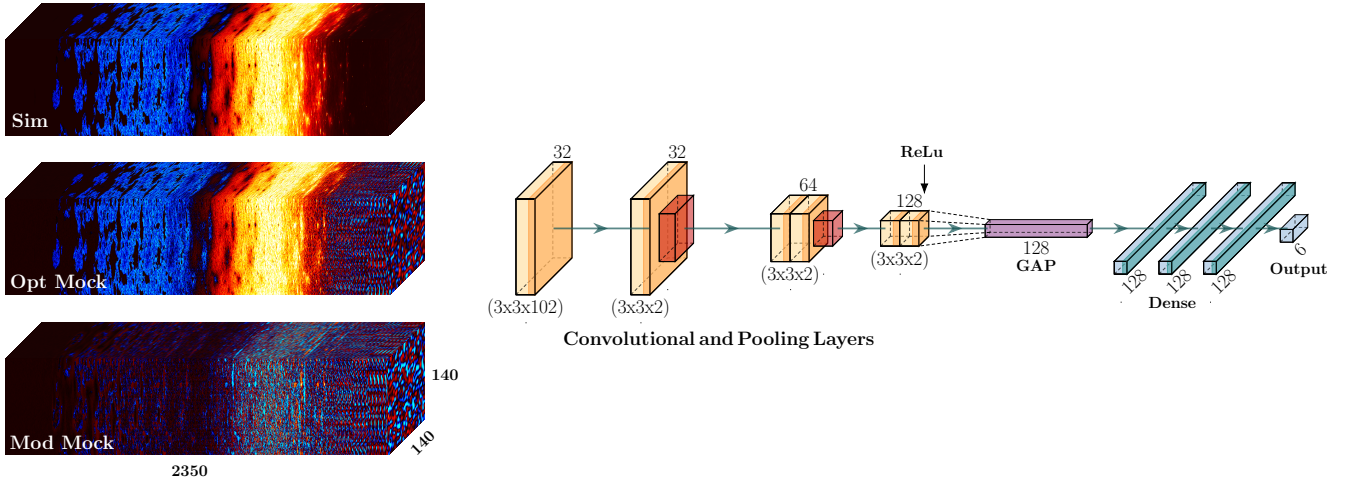 Sim
Opt Mock
Mod Mock
140
140
2350
32
(3x3x102)
32
(3x3x2)
64
(3x3x2)
ReLu
128
(3x3x2)
Convolutional and Pooling Layers
128
GAP
128
128
128
Dense
6
Output